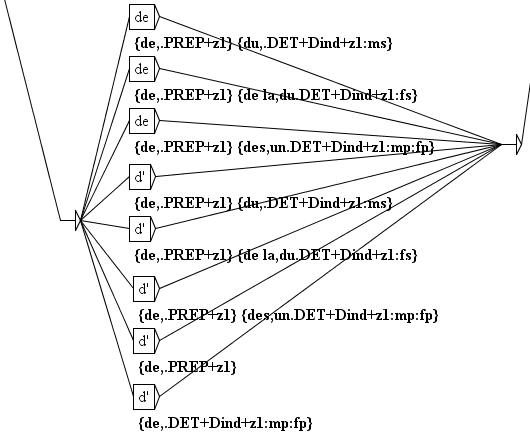 de
{de,.PREP+z1} {du,.DET+Dind+z1:ms}
de
{de,.PREP+z1} {de la,du.DET+Dind+z1:fs}
de
{de,.PREP+z1} {des,un.DET+Dind+z1:mp:fp}
d'
{de,.PREP+z1} {du,.DET+Dind+z1:ms}
d'
{de,.PREP+z1} {de la,du.DET+Dind+z1:fs}
d'
{de,.PREP+z1} {des,un.DET+Dind+z1:mp:fp}
d'
{de,.PREP+z1}
d'
{de,.DET+Dind+z1:mp:fp}